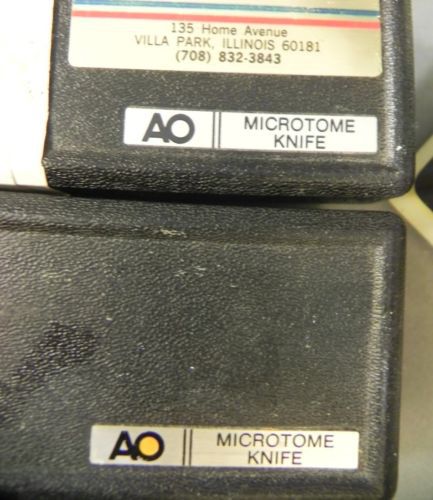 135 Home Avenue
VILLA PARK, ILLINOIS 60181
(708) 832-3843
AO MICROTOME
KNIFE
AO MICROTOME
KNIFE